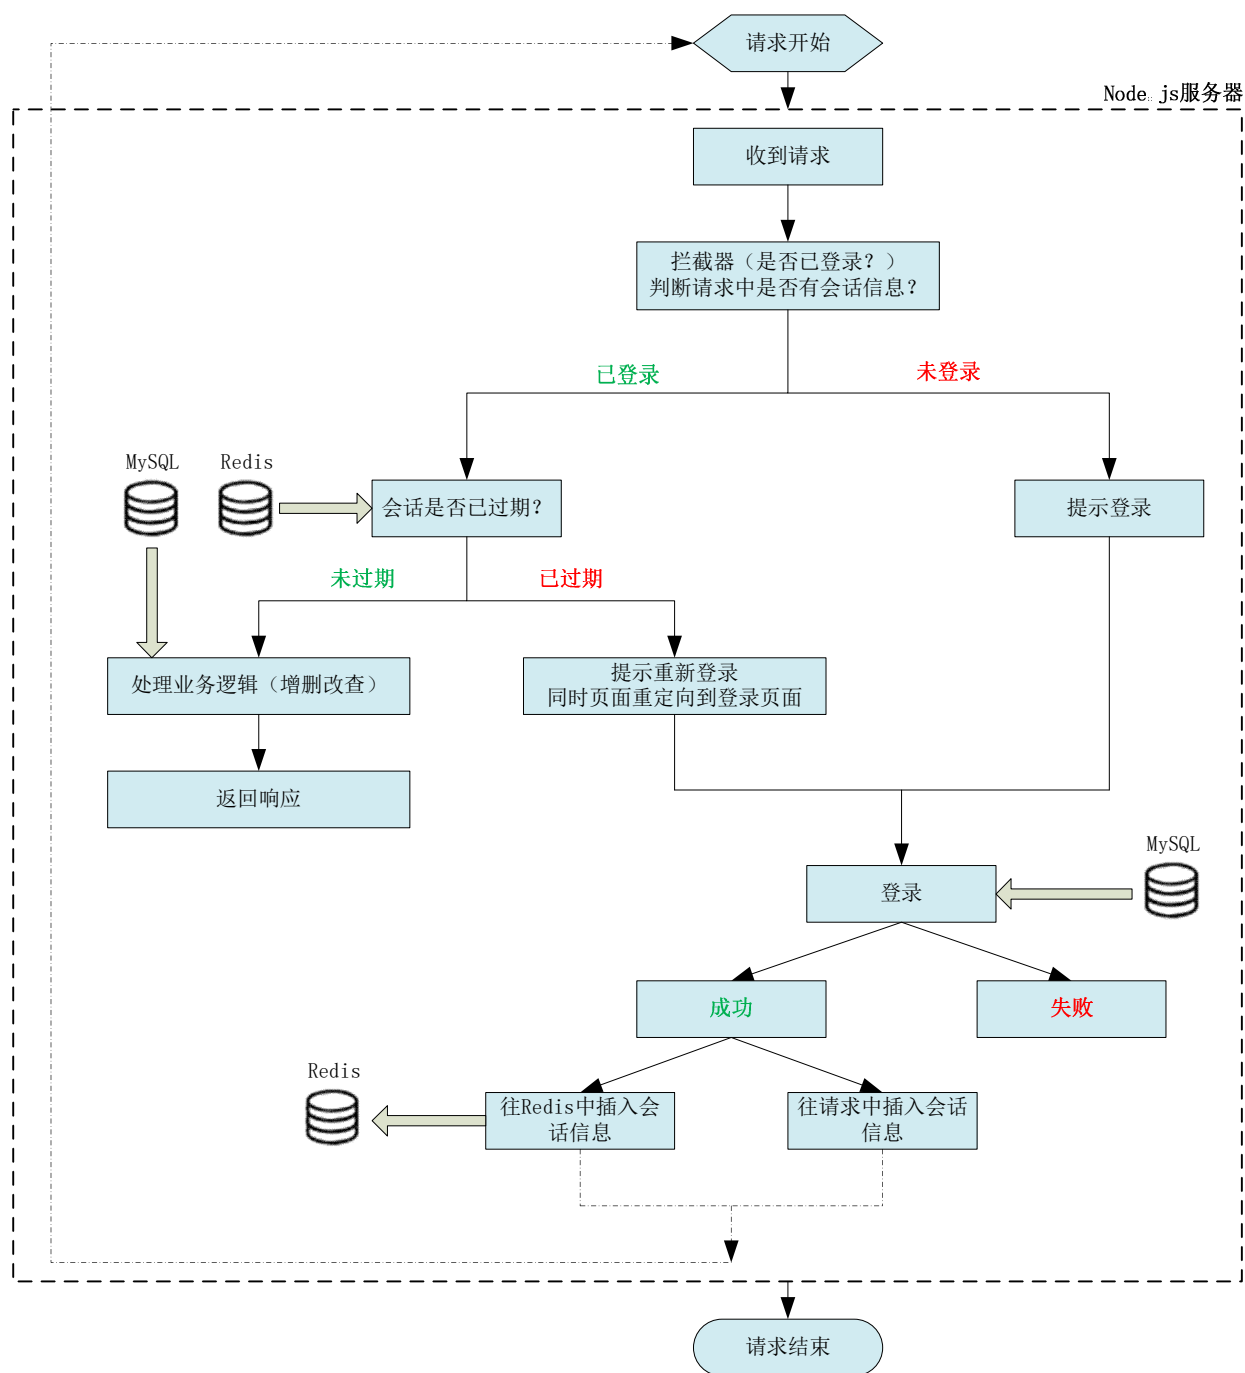 请求开始
Node.js服务器
收到请求
拦截器（是否已登录？）
判断请求中是否有会话信息？
已登录
未登录
MySQL
Redis
会话是否已过期？
提示登录
未过期
已过期
处理业务逻辑（增删改查）
提示重新登录
同时页面重定向到登录页面
返回响应
MySQL
登录
成功
失败
Redis
往Redis中插入会
话信息
往请求中插入会话
信息
请求结束